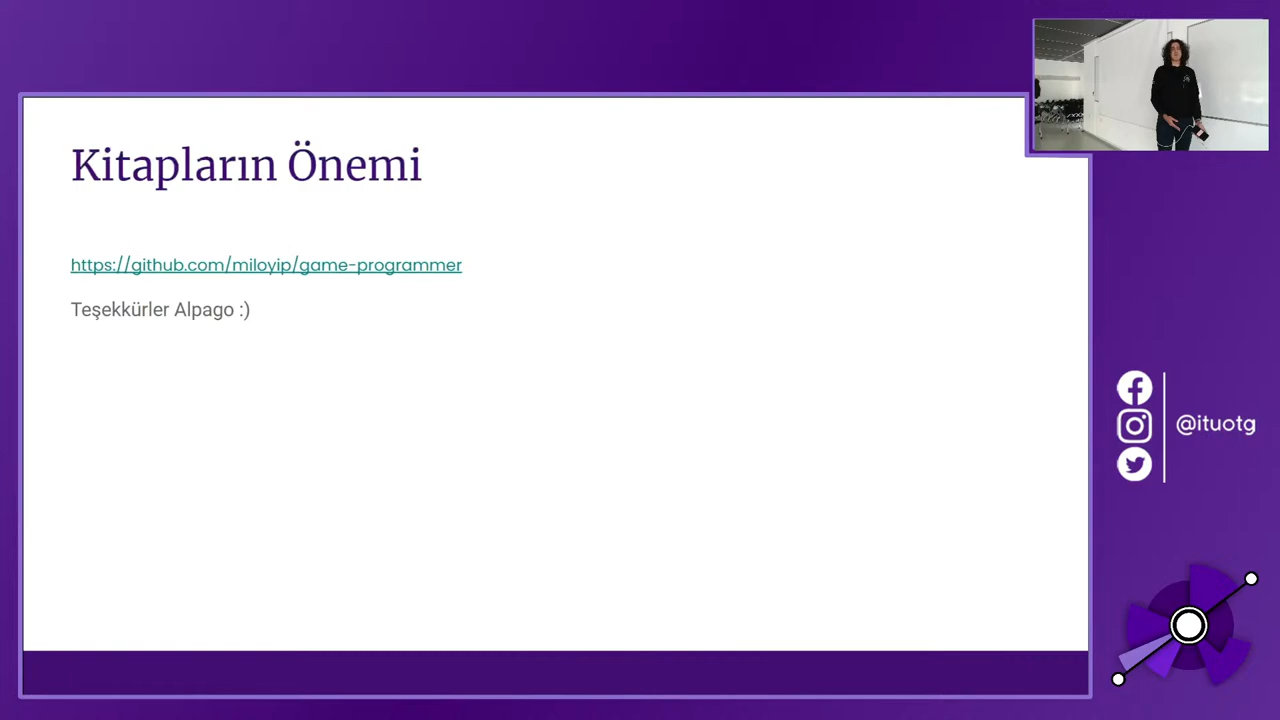 Kitapların Önemi
https://github.com/miloyip/game-programmer
Teşekkürler Alpago :)
@ituotg